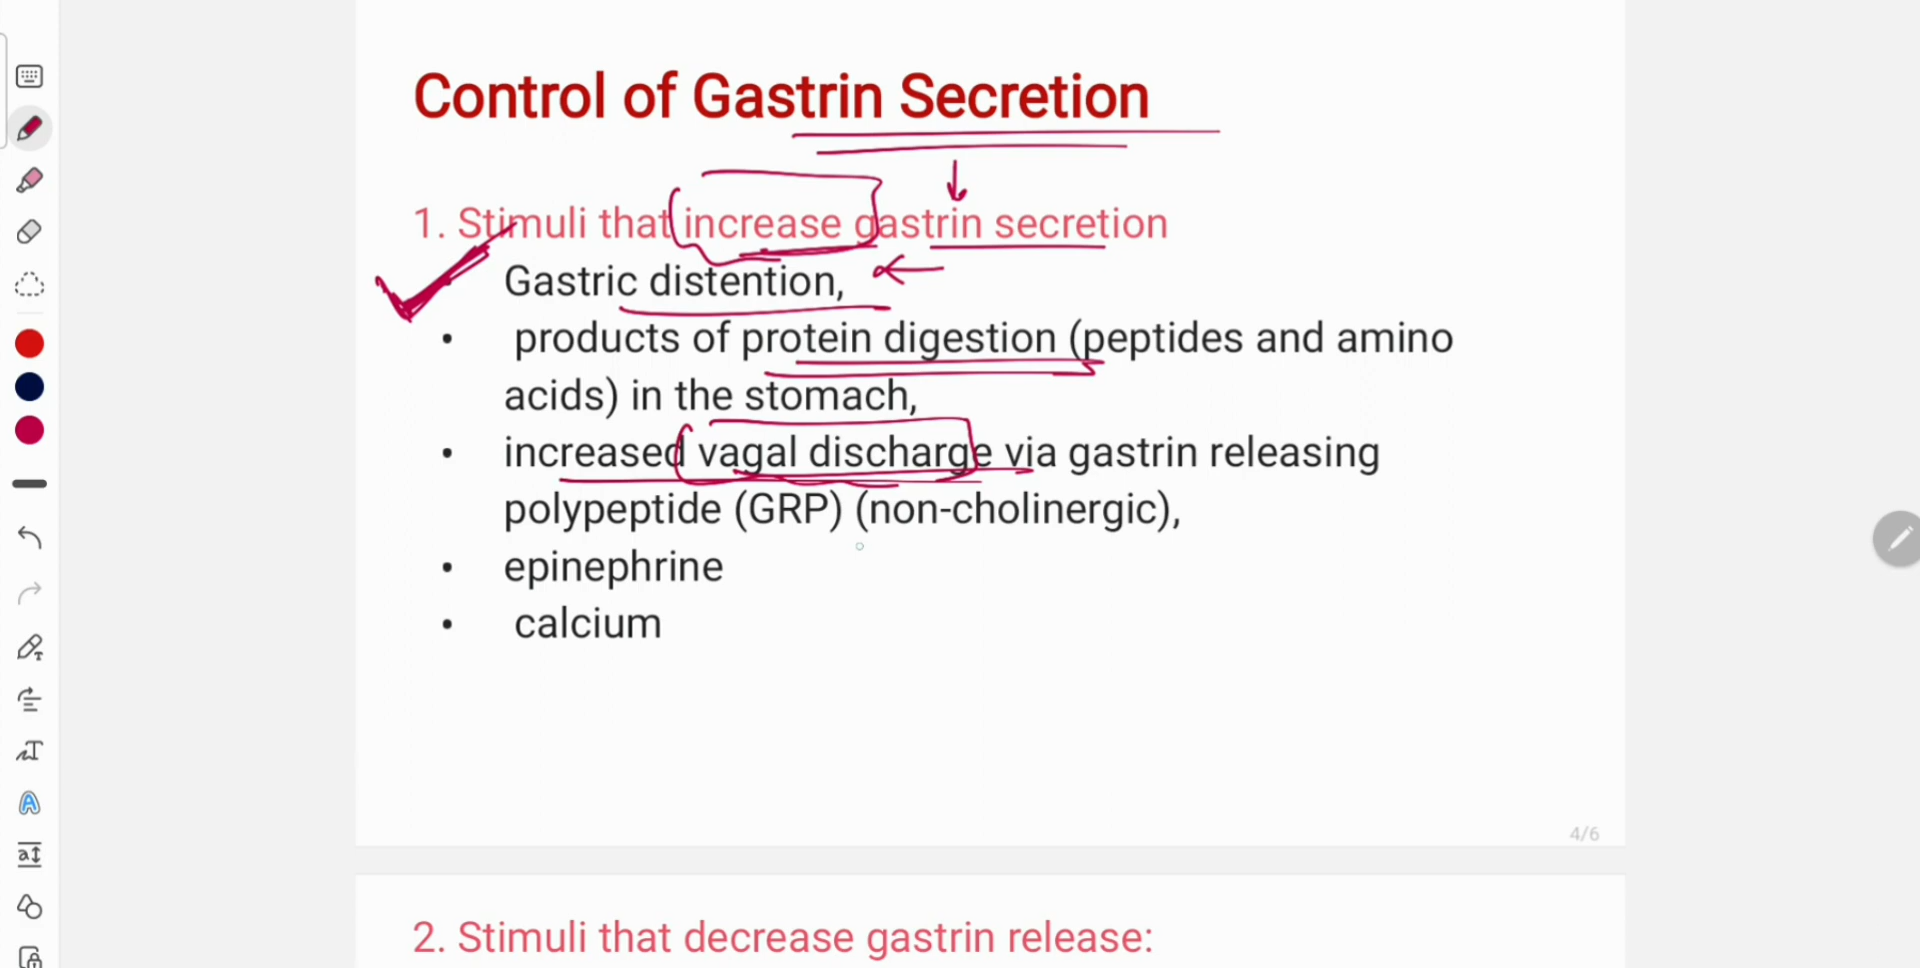 Control of Gastrin Secretion
1. Stimuli that increase gastrin secretion
Gastric distention,
• products of protein digestion (peptides and amino
acids) in the stomach,
• increased vagal discharge via gastrin releasing
polypeptide (GRP) (non-cholinergic),
• epinephrine
• calcium
4/6
2. Stimuli that decrease gastrin release: